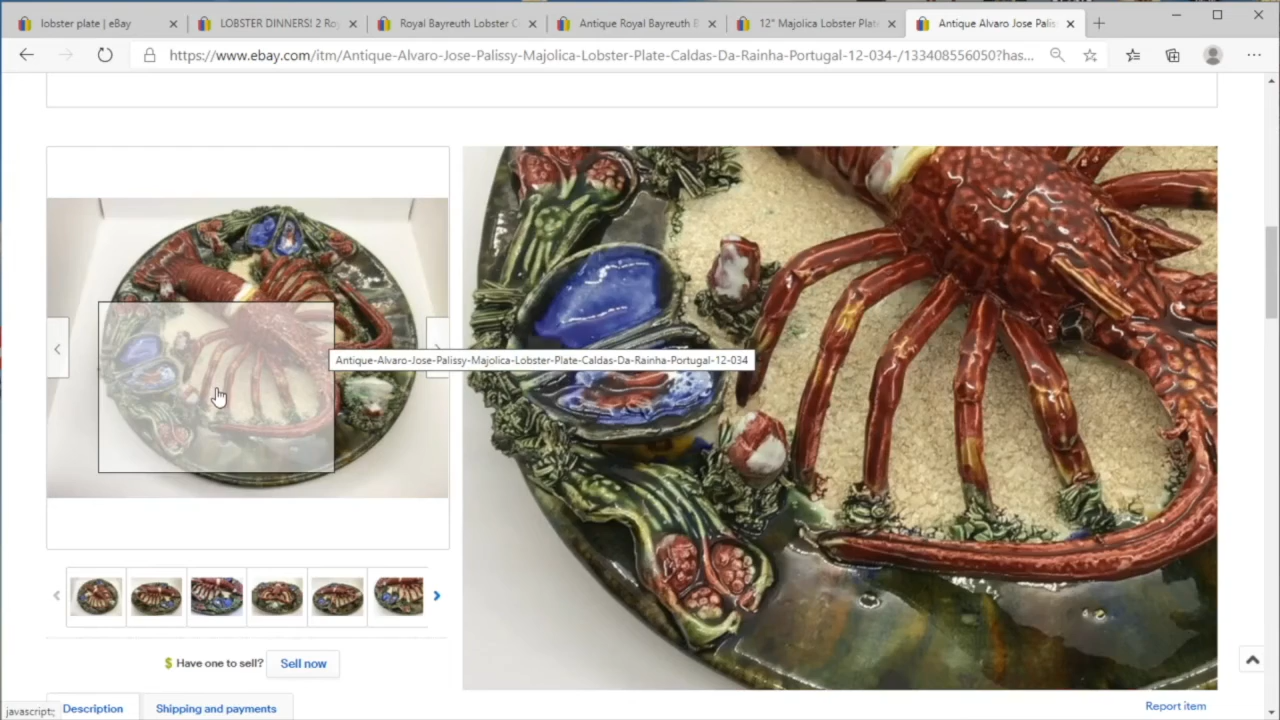 lobster plate | eBay
LOBSTER DINNERS! 2 Roy
Royal Bayreuth Lobster C
Antique Royal Bayreuth
12" Majolica Lobster Plate
Antique Alvaro Jose Palis
https://www.ebay.com/itm/Antique-Alvaro-Jose-Palissy-Majolica-Lobster-Plate-Caldas-Da-Rainha-Portugal-12-034-/133408556050?has...
Antique-Alvaro-Jose-Palissy-Majolica-Lobster-Plate-Caldas-Da-Rainha-Portugal-12-034
$ Have one to sell? Sell now
Report item
javascript:;
Description
Shipping and payments